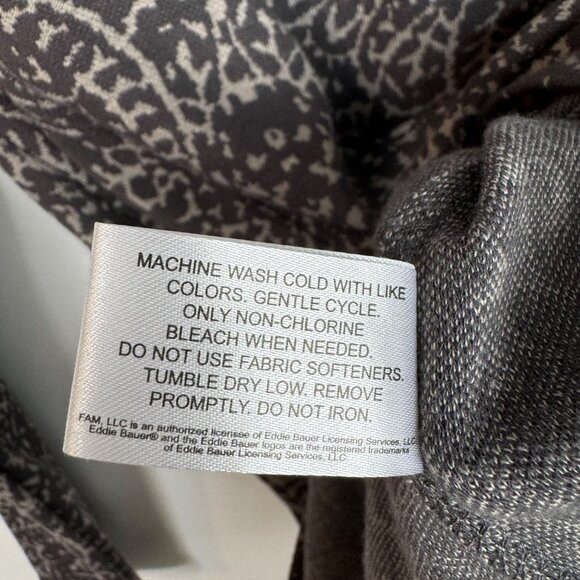 MACHINE WASH COLD WITH LIKE
COLORS. GENTLE CYCLE.
ONLY NON-CHLORINE
BLEACH WHEN NEEDED.
DO NOT USE FABRIC SOFTENERS.
TUMBLE DRY LOW. REMOVE
PROMPTLY. DO NOT IRON.
FAM, LLC is an authorized licensee of Eddie Bauer Licensing Services, LLC
Eddie Bauer® and the Eddie Bauer logos are the registered trademarks
of Eddie Bauer Licensing Services, LLC